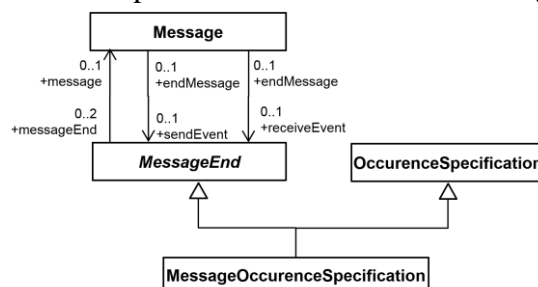 Message
0..1 0..1 0..1
+message +endMessage +endMessage
0..2 0..1 0..1
+messageEnd +sendEvent +receiveEvent
MessageEnd OccurenceSpecification
MessageOccurenceSpecification